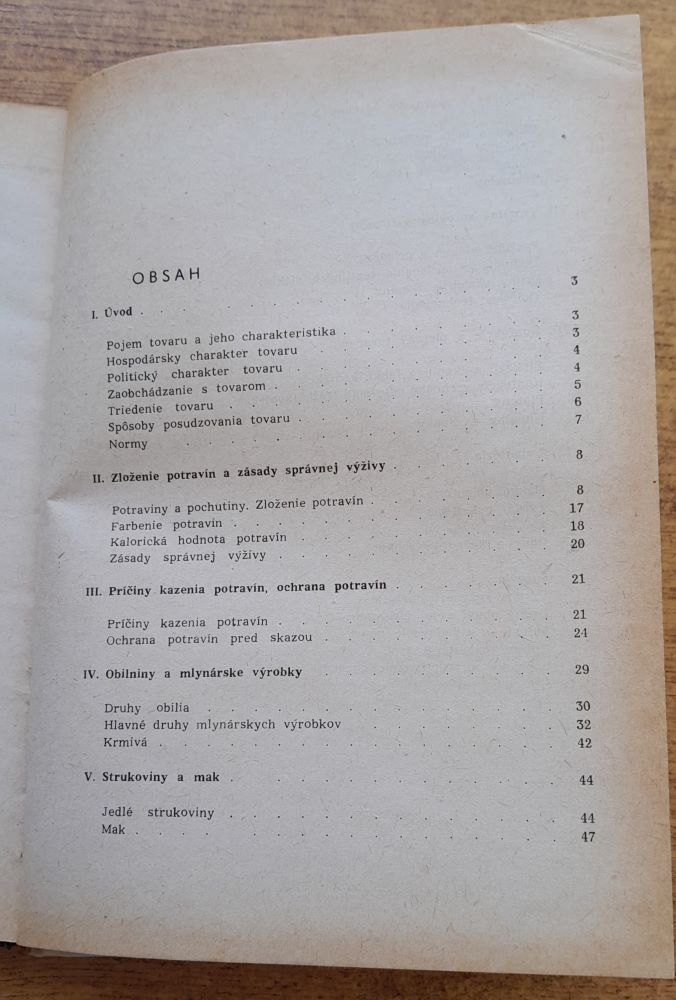 OBSAH
I. Úvod . . . . . . . . . . . . . . . 3
Pojem tovaru a jeho charakteristika . . . . . . . . . 3
Hospodársky charakter tovaru . . . . . . . . . . 3
Politický charakter tovaru . . . . . . . . . . 4
Zaobchádzanie s tovarom . . . . . . . . . . . 4
Triedenie tovaru . . . . . . . . . . . . 5
Spôsoby posudzovania tovaru . . . . . . . . . . 6
Normy . . . . . . . . . . . . . . 7
II. Zloženie potravín a zásady správnej výživy . . . . . . 8
Potraviny a pochutiny. Zloženie potravín . . . . . . . 8
Farbenie potravín . . . . . . . . . . . . 17
Kalorická hodnota potravín . . . . . . . . . . 18
Zásady správnej výživy . . . . . . . . . . . 20
III. Príčiny kazenia potravín, ochrana potravín . . . . . . 21
Príčiny kazenia potravín . . . . . . . . . . . 21
Ochrana potravín pred skazou . . . . . . . . . 24
IV. Obilniny a mlynárske výrobky . . . . . . . . . 29
Druhy obilia . . . . . . . . . . . . . 30
Hlavné druhy mlynárskych výrobkov . . . . . . . . 32
Krmivá . . . . . . . . . . . . . . . 42
V. Strukoviny a mak . . . . . . . . . . . 44
Jedlé strukoviny . . . . . . . . . . . . 44
Mak . . . . . . . . . . . . . . . 47